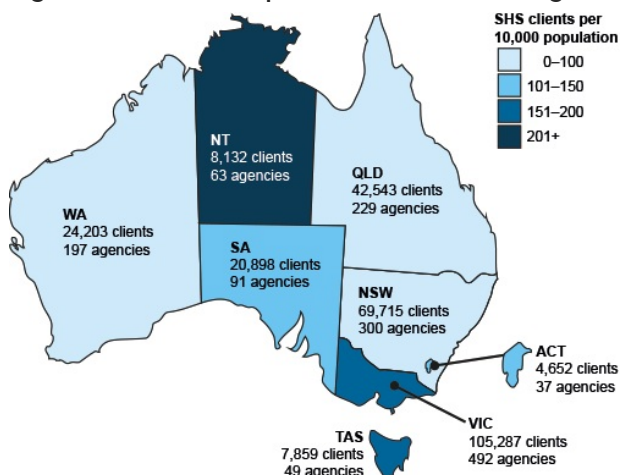 SHS clients per
10,000 population
0–100
101–150
151–200
201+
NT
8,132 clients
63 agencies
QLD
42,543 clients
229 agencies
WA
24,203 clients
197 agencies
SA
20,898 clients
91 agencies
NSW
69,715 clients
300 agencies
ACT
4,652 clients
37 agencies
VIC
105,287 clients
492 agencies
TAS
7,859 clients
49 agencies